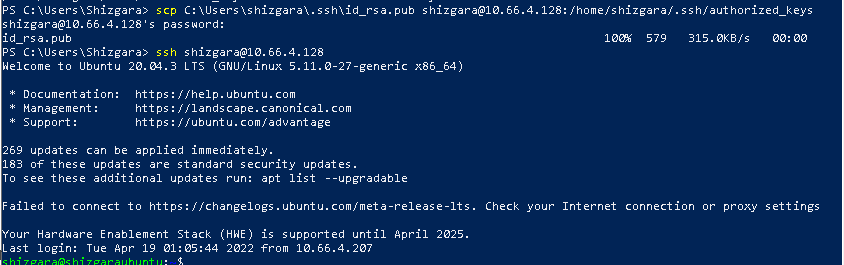 PS C:\Users\Shizgara> scp C:\Users\shizgara\.ssh\id_rsa.pub shizgara@10.66.4.128:/home/shizgara/.ssh/authorized_keys
shizgara@10.66.4.128's password:
id_rsa.pub 100% 579 315.0KB/s 00:00
PS C:\Users\Shizgara> ssh shizgara@10.66.4.128
Welcome to Ubuntu 20.04.3 LTS (GNU/Linux 5.11.0-27-generic x86_64)
* Documentation: https://help.ubuntu.com
* Management: https://landscape.canonical.com
* Support: https://ubuntu.com/advantage
269 updates can be applied immediately.
183 of these updates are standard security updates.
To see these additional updates run: apt list --upgradable
Failed to connect to https://changelogs.ubuntu.com/meta-release-lts. Check your Internet connection or proxy settings
Your Hardware Enablement Stack (HWE) is supported until April 2025.
Last login: Tue Apr 19 01:05:44 2022 from 10.66.4.207
shizgara@shizgaraubuntu:~$